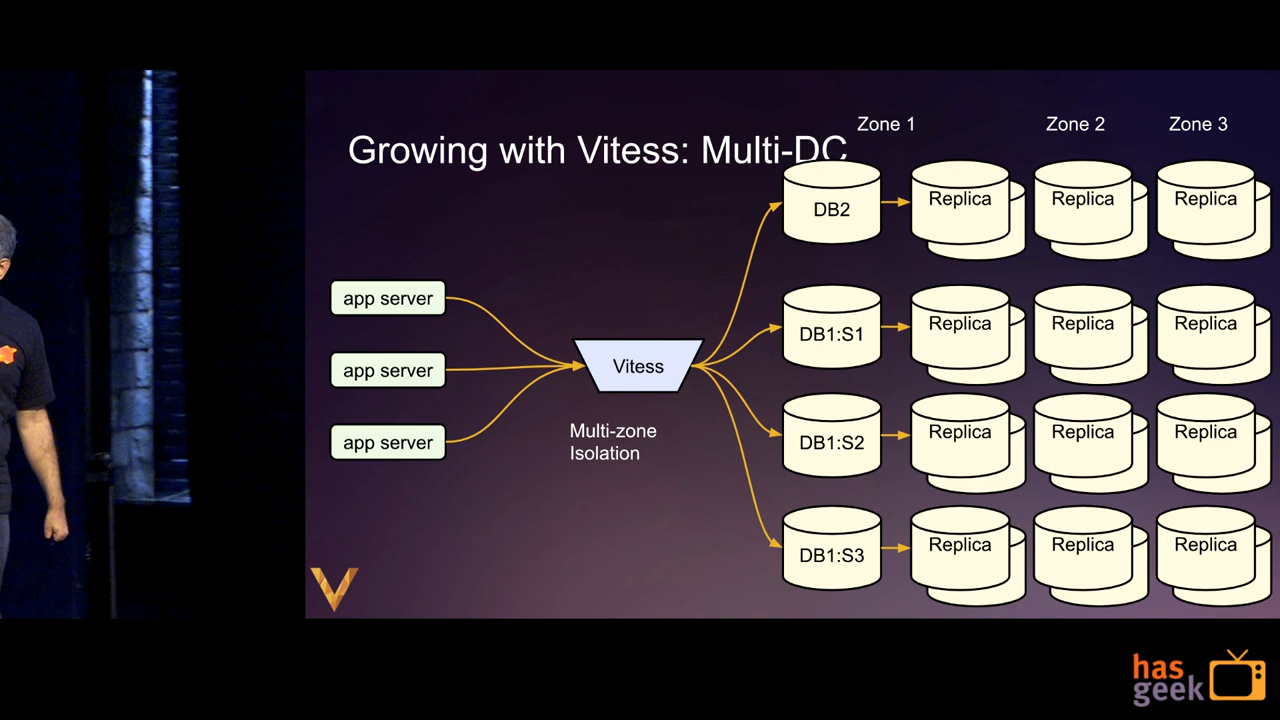 Growing with Vitess: Multi-DC
Zone 1
Zone 2
Zone 3
DB2
Replica
Replica
Replica
app server
app server
app server
Vitess
Multi-zone
Isolation
DB1:S1
Replica
Replica
Replica
DB1:S2
Replica
Replica
Replica
DB1:S3
Replica
Replica
Replica
has
geek